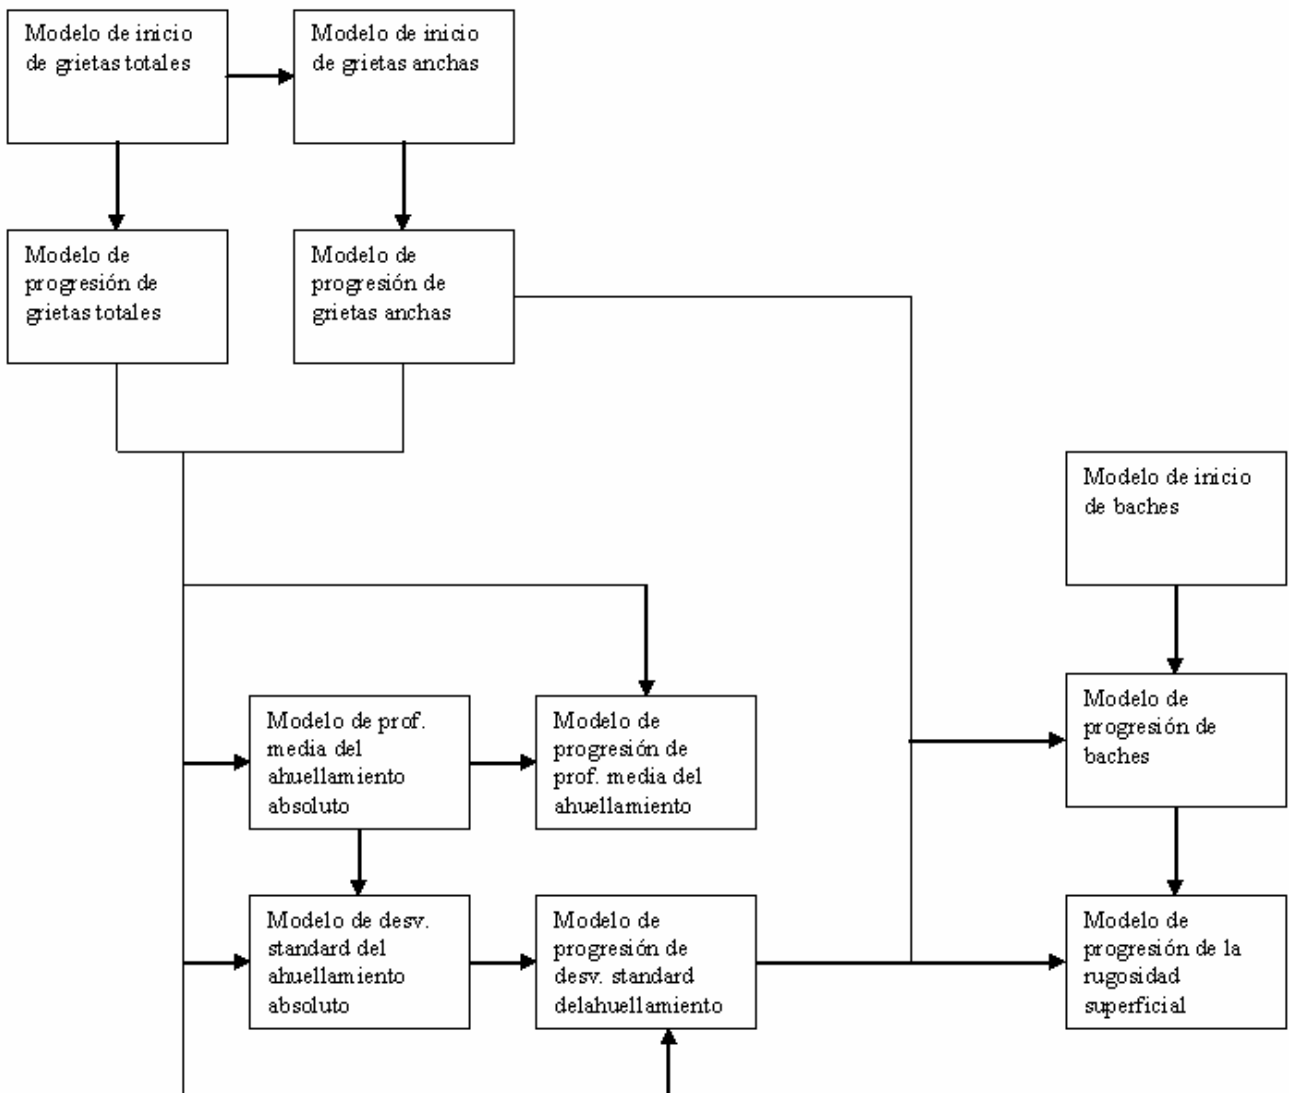 Modelo de inicio
de grietas totales
Modelo de inicio
de grietas anchas
Modelo de
progresión de
grietas totales
Modelo de
progresión de
grietas anchas
Modelo de inicio
de baches
Modelo de prof.
media del
ahuellamiento
absoluto
Modelo de
progresión de
prof. media del
ahuellamiento
Modelo de
progresión de
baches
Modelo de desv.
standard del
ahuellamiento
absoluto
Modelo de
progresión de
desv. standard
delahuellamiento
Modelo de
progresión de la
rugosidad
superficial